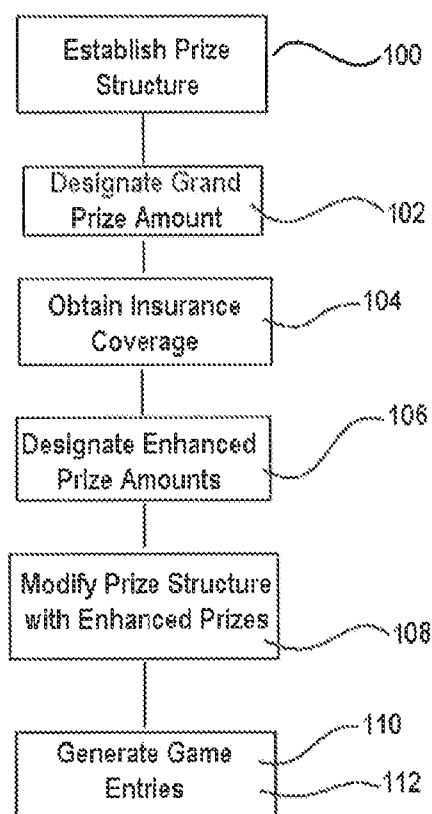 Establish Prize
Structure
100
Designate Grand
Prize Amount
102
Obtain Insurance
Coverage
104
Designate Enhanced
Prize Amounts
106
Modify Prize Structure
with Enhanced Prizes
108
Generate Game
Entries
110
112